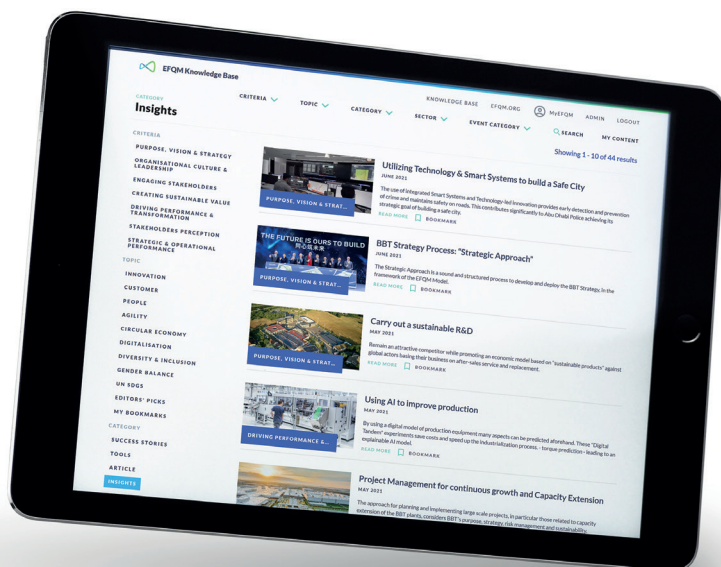 EFQM Knowledge Base
KNOWLEDGE BASE
EFQM.ORG
MyEFQM
ADMIN
LOGOUT
CRITERIA
TOPIC
CATEGORY
SECTOR
EVENT CATEGORY
SEARCH
MY CONTENT
CATEGORY
Insights
Showing 1 - 10 of 44 results
CRITERIA
PURPOSE, VISION & STRATEGY
ORGANISATIONAL CULTURE &
LEADERSHIP
ENGAGING STAKEHOLDERS
CREATING SUSTAINABLE VALUE
DRIVING PERFORMANCE &
TRANSFORMATION
STAKEHOLDERS PERCEPTION
STRATEGIC & OPERATIONAL
PERFORMANCE
TOPIC
INNOVATION
CUSTOMER
PEOPLE
AGILITY
CIRCULAR ECONOMY
DIGITALISATION
DIVERSITY & INCLUSION
GENDER BALANCE
UN SDGS
EDITORS' PICKS
MY BOOKMARKS
CATEGORY
SUCCESS STORIES
TOOLS
ARTICLE
INSIGHTS
PURPOSE, VISION & STRAT...
Utilizing Technology & Smart Systems to build a Safe City
JUNE 2021
The use of integrated Smart Systems and Technology-led innovation provides early detection and prevention
of crime and maintains safety on roads. This contributes significantly to Abu Dhabi Police achieving its
strategic goal of building a safe city.
READ MORE
BOOKMARK
THE FUTURE IS OURS TO BUILD
同心筑未来
PURPOSE, VISION & STRAT...
BBT Strategy Process: "Strategic Approach"
JUNE 2021
The Strategic Approach is a sound and structured process to develop and deploy the BBT Strategy, in the
framework of the EFQM Model.
READ MORE
BOOKMARK
PURPOSE, VISION & STRAT...
Carry out a sustainable R&D
MAY 2021
Remain an attractive competitor while promoting an economic model based on "sustainable products" against
global actors basing their business on after-sales service and replacement.
READ MORE
BOOKMARK
DRIVING PERFORMANCE &...
Using AI to improve production
MAY 2021
By using a digital model of production equipment many aspects can be predicted aforehand. These "Digital
Tandem" experiments save costs and speed up the industrialization process. - torque prediction - leading to an
explainable AI model.
READ MORE
BOOKMARK
Project Management for continuous growth and Capacity Extension
MAY 2021
The approach for planning and implementing large scale projects, in particular those related to capacity
extension of the BBT plants, considers BBT's purpose, strategy, risk management and sustainability.